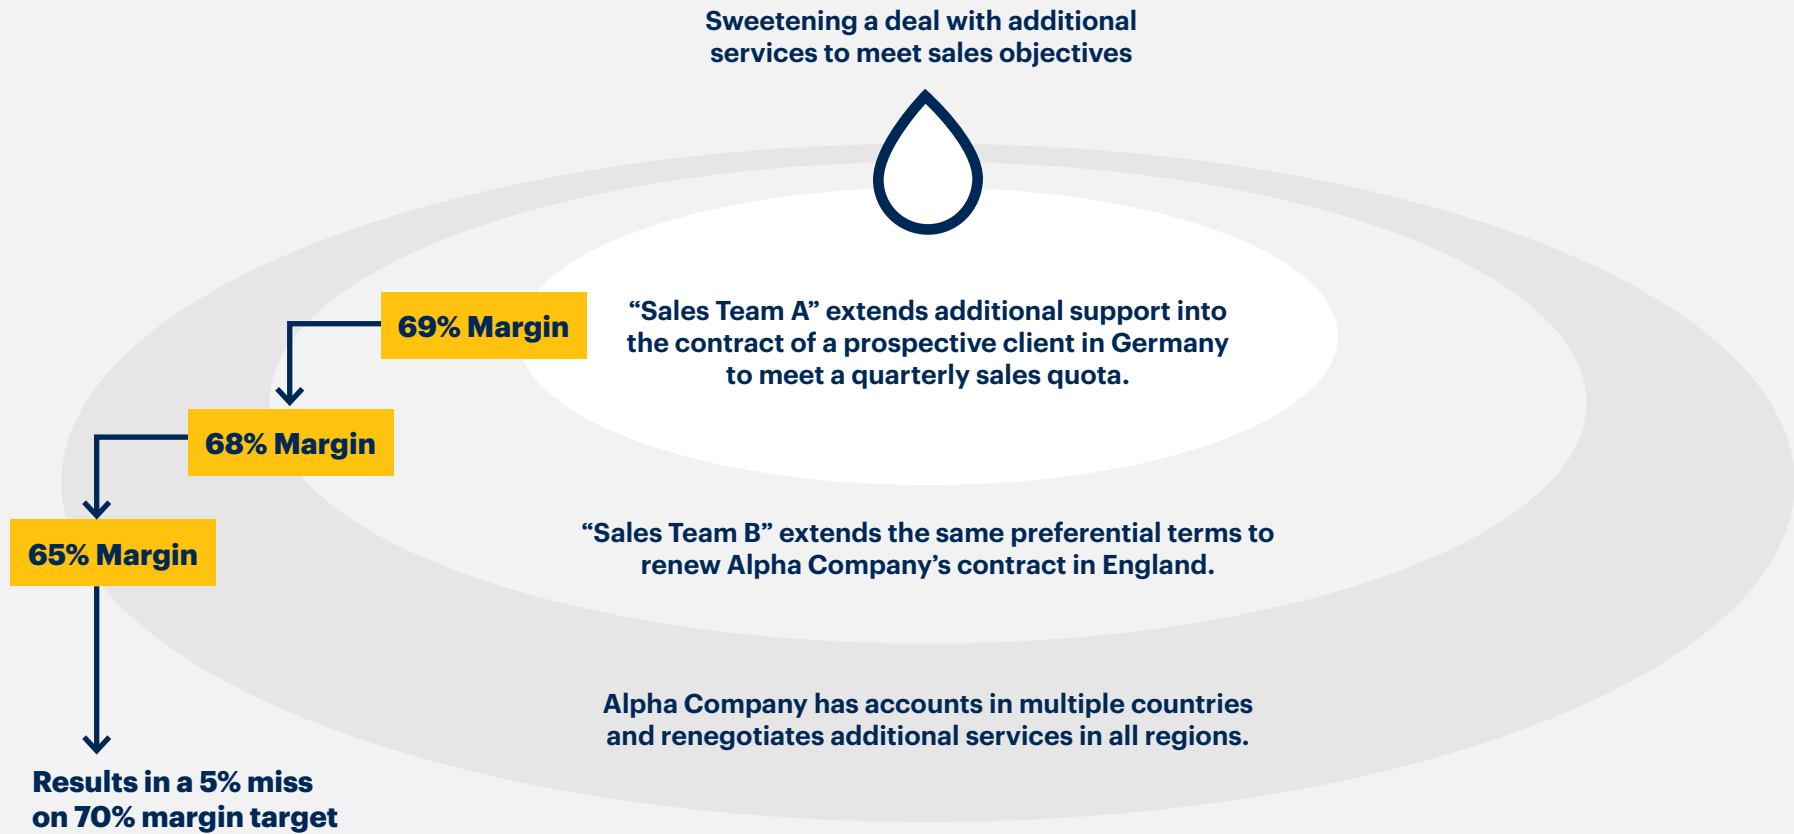 Sweetening a deal with additional
services to meet sales objectives
69% Margin
“Sales Team A” extends additional support into
the contract of a prospective client in Germany
to meet a quarterly sales quota.
68% Margin
“Sales Team B” extends the same preferential terms to
renew Alpha Company’s contract in England.
65% Margin
Alpha Company has accounts in multiple countries
and renegotiates additional services in all regions.
Results in a 5% miss
on 70% margin target